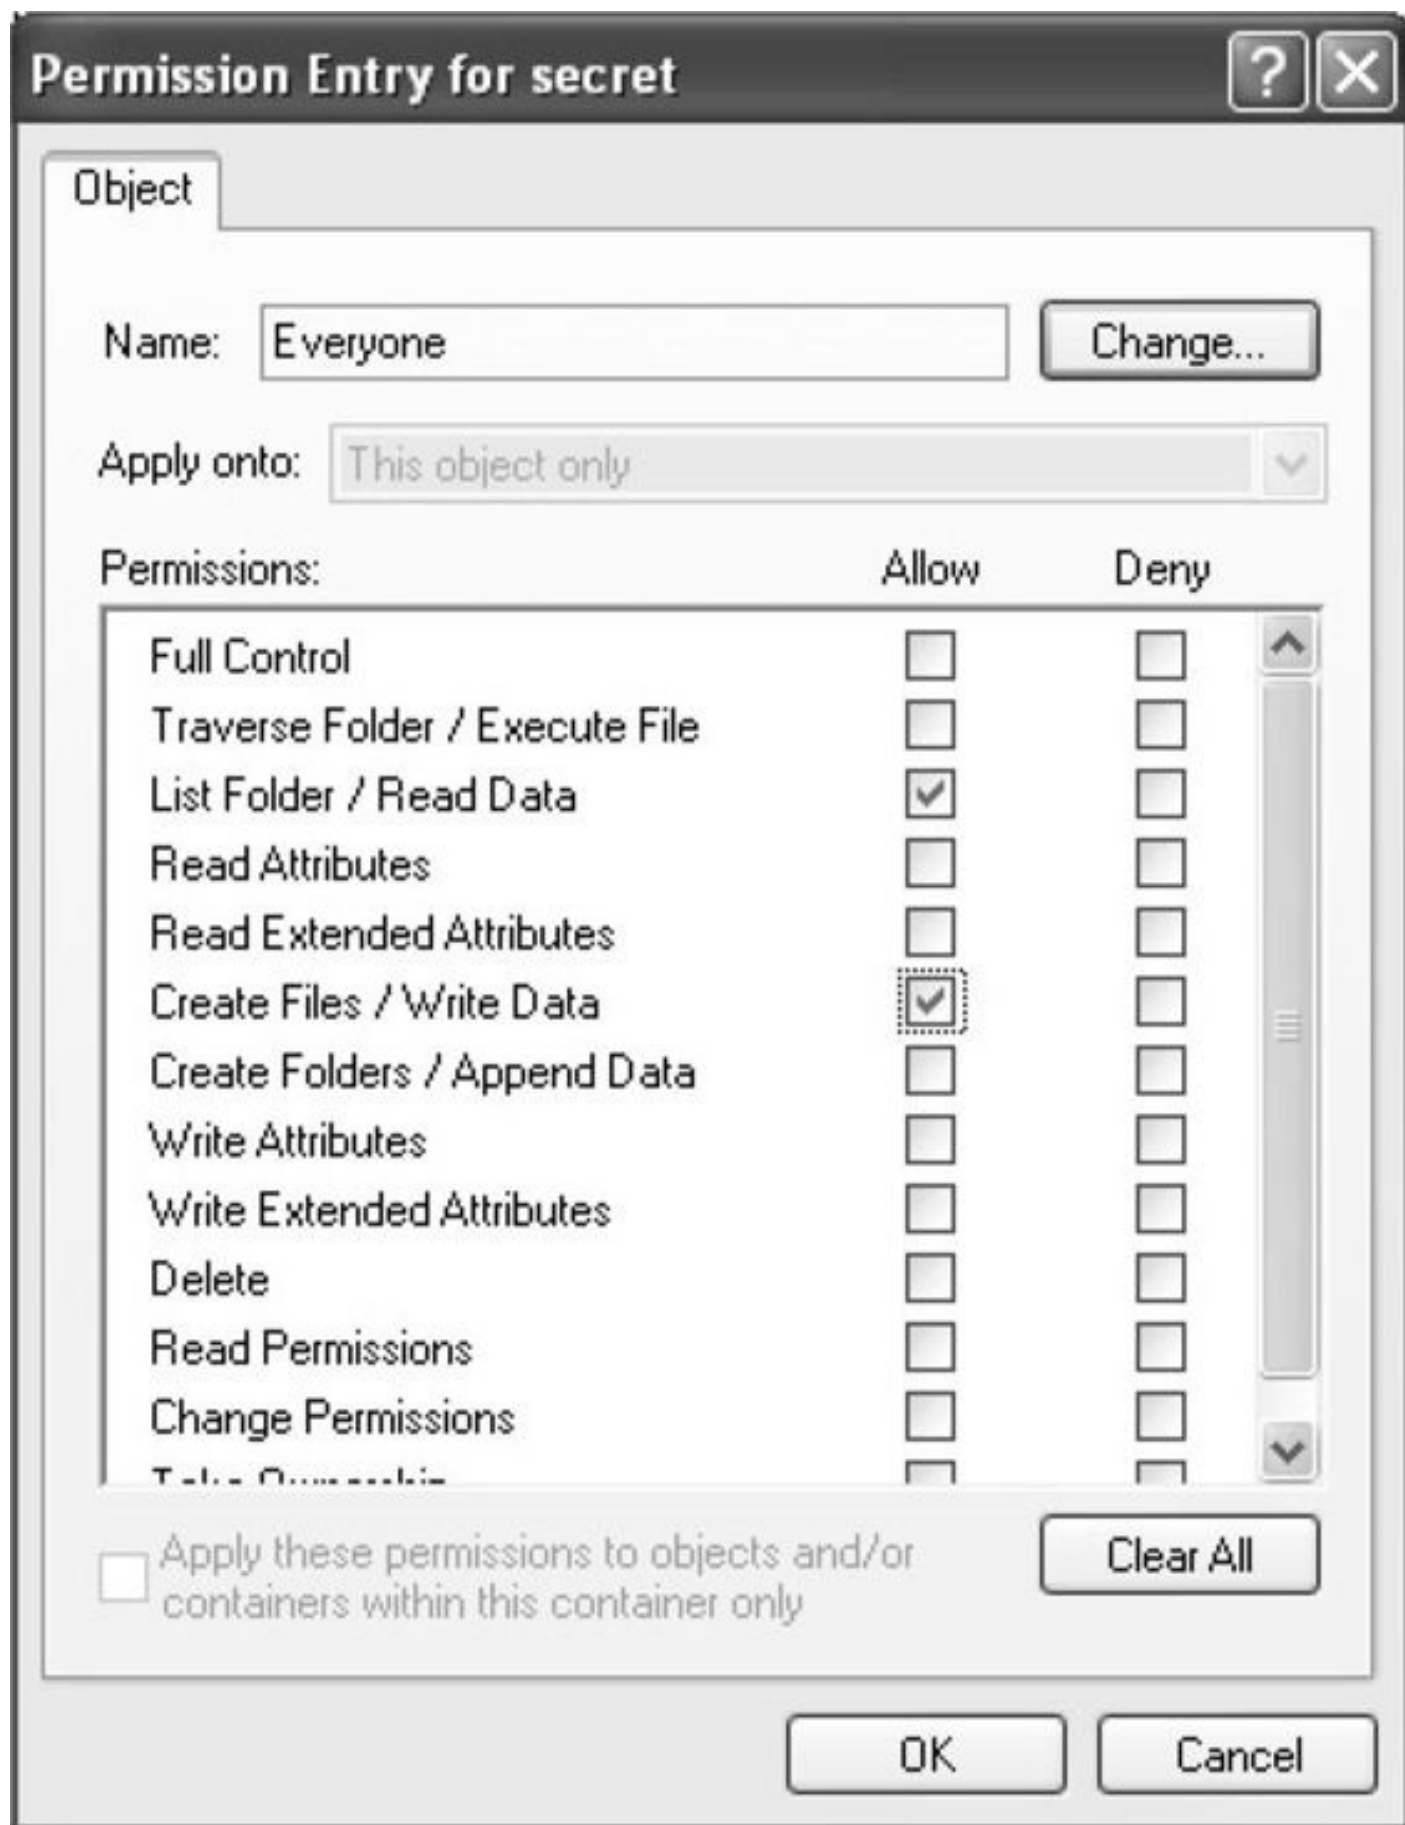 Permission Entry for secret
Object
Name: Everyone Change...
Apply onto: This object only
Permissions: Allow Deny
Full Control
Traverse Folder / Execute File
List Folder / Read Data
Read Attributes
Read Extended Attributes
Create Files / Write Data
Create Folders / Append Data
Write Attributes
Write Extended Attributes
Delete
Read Permissions
Change Permissions
Take Ownership
Apply these permissions to objects and/or
containers within this container only
Clear All
OK Cancel